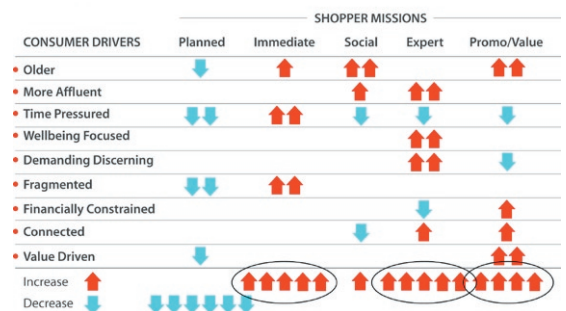 SHOPPER MISSIONS
CONSUMER DRIVERS Planned Immediate Social Expert Promo/Value
Older
More Affluent
Time Pressured
Wellbeing Focused
Demanding Discerning
Fragmented
Financially Constrained
Connected
Value Driven
Increase
Decrease